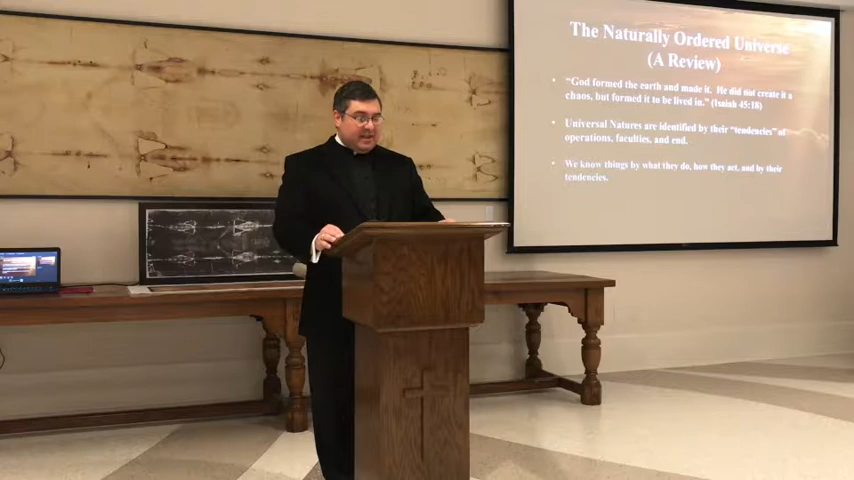 The Naturally Ordered Universe
(A Review)
• "God formed the earth and made it. He did not create it a
chaos, but formed it to be lived in." (Isaiah 45:18)
• Universal Natures are identified by their "tendencies" of
operations, faculties, and end.
• We know things by what they do, how they act, and by their
tendencies.